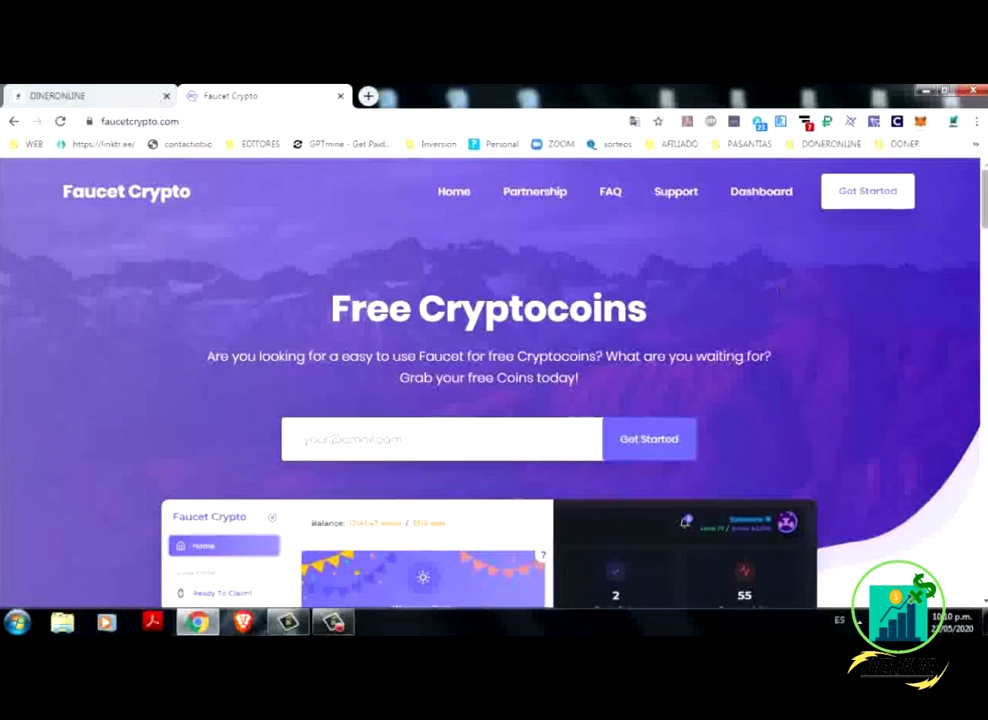 DINERONLINE
Faucet Crypto
faucetcrypto.com
WEB
https://linktr.ee/
contactinbio
EDITORES
GPTmine - Get Paid...
Inversion
Personal
ZOOM
sorteos
AFILIADO
PASANTIAS
DONERONLINE
DONER
Faucet Crypto
Home
Partnership
FAQ
Support
Dashboard
Get Started
Free Cryptocoins
Are you looking for a easy to use Faucet for free Cryptocoins? What are you waiting for?
Grab your free Coins today!
your@email.com
Get Started
Faucet Crypto
Home
Ready To Claim!
Balance:
?
2
55
ES
10:10 p.m.
/05/2020